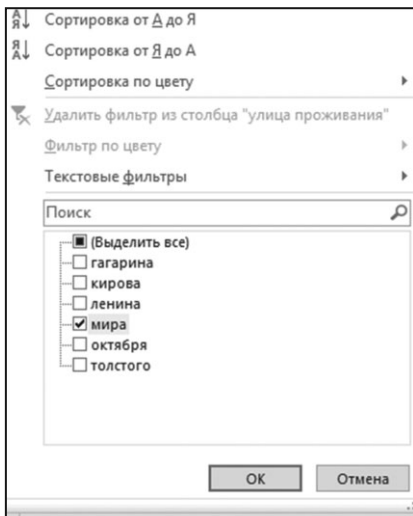 Сортировка от А до Я
Сортировка от Я до А
Сортировка по цвету
Удалить фильтр из столбца "улица проживания"
Фильтр по цвету
Текстовые фильтры
Поиск
(Выделить все)
гагарина
кирова
ленина
мира
октября
толстого
ОК
Отмена